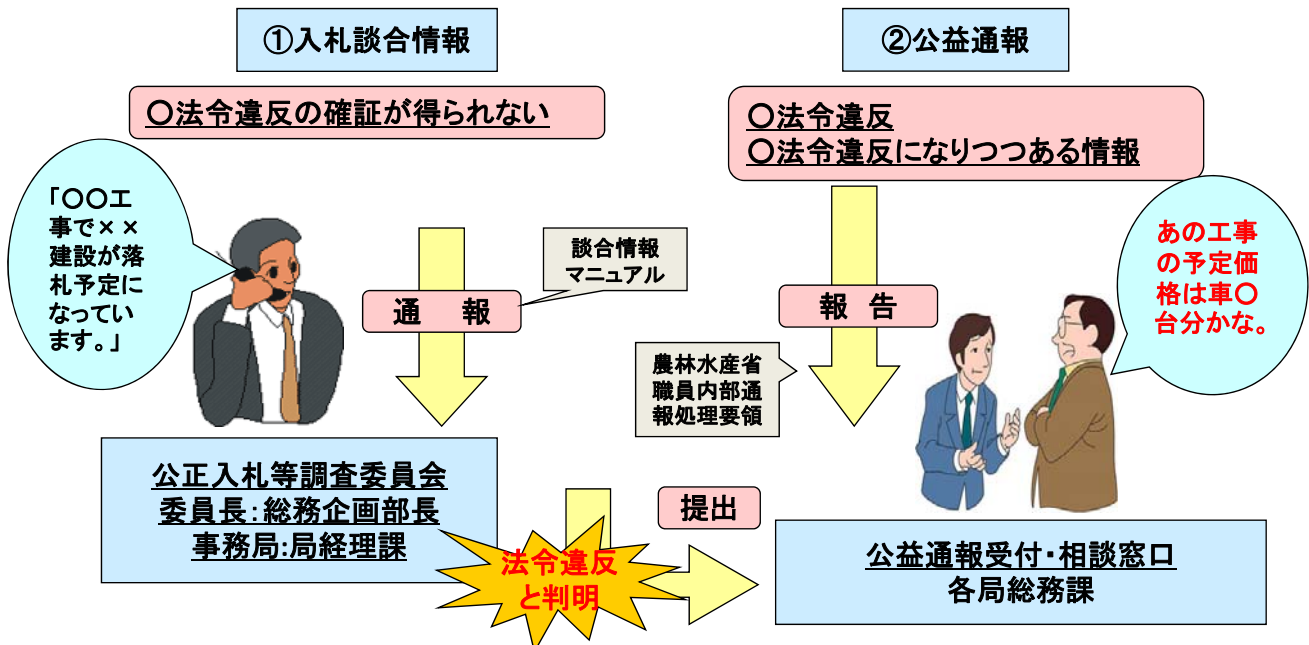 ①入札談合情報
〇法令違反の確証が得られない
「〇〇工
事で××
建設が落
札予定に
なってい
ます。」
談合情報
マニュアル
通　報
公正入札等調査委員会
委員長：総務企画部長
事務局：局経理課
法令違反
と判明
提出
②公益通報
〇法令違反
〇法令違反になりつつある情報
あの工事
の予定価
格は車〇
台分かな。
報　告
農林水産省
職員内部通
報処理要領
公益通報受付・相談窓口
各局総務課